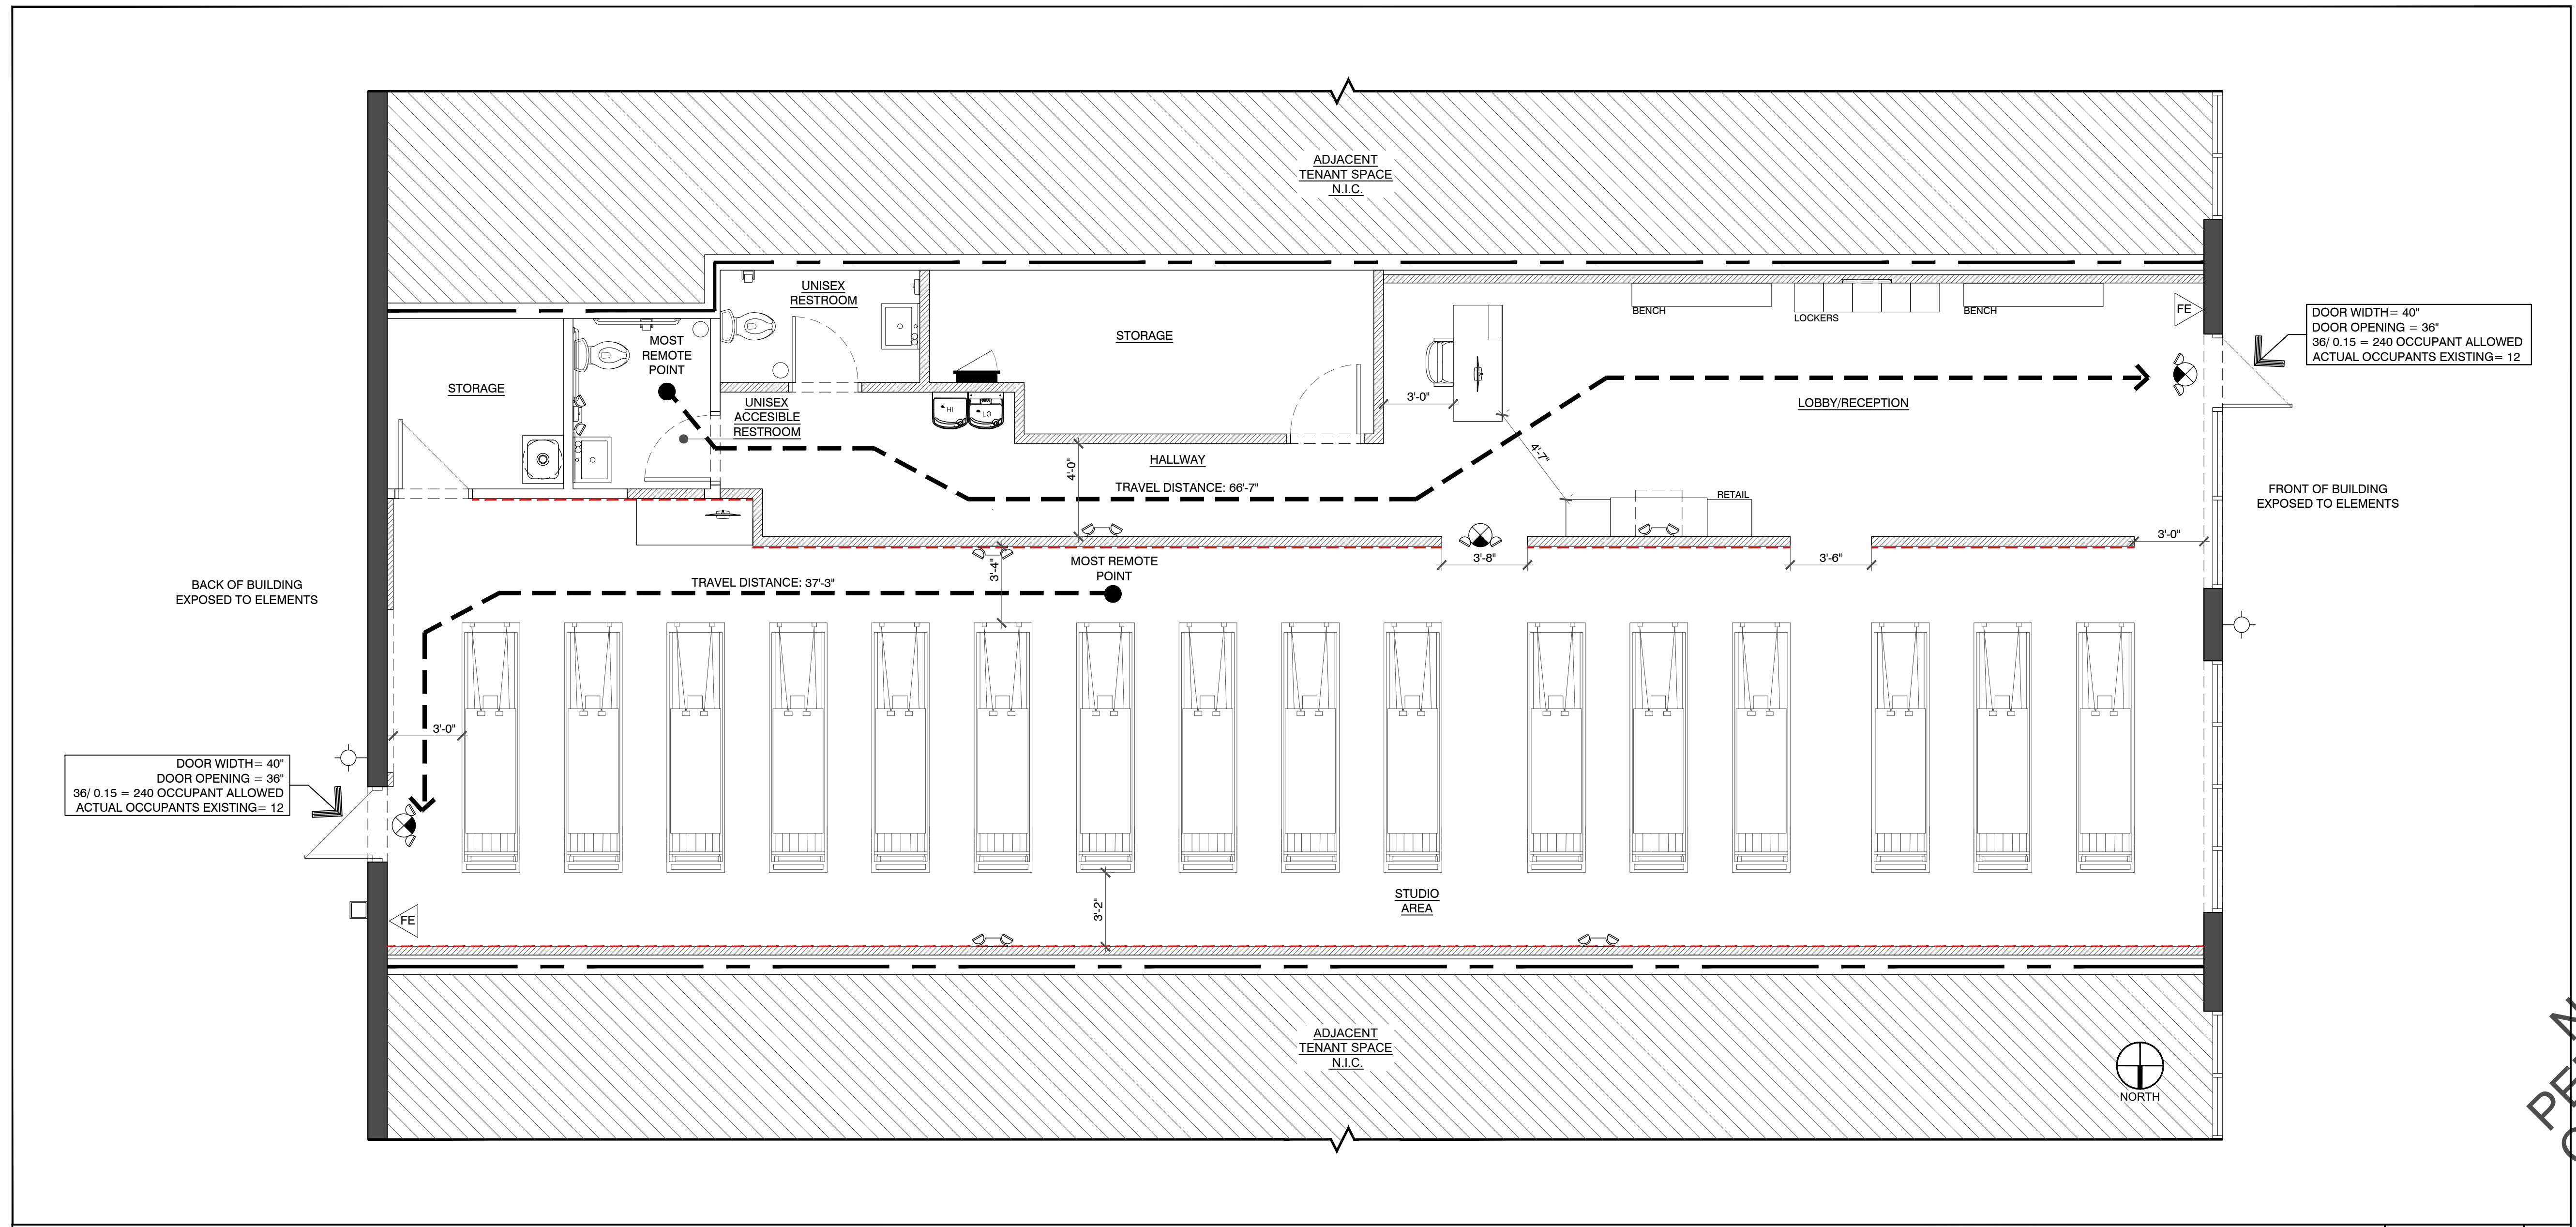 ADJACENT
TENANT SPACE
N.I.C.
UNISEX
RESTROOM
STORAGE
BENCH
LOCKERS
BENCH
FE
DOOR WIDTH= 40"
DOOR OPENING = 36"
36/ 0.15 = 240 OCCUPANT ALLOWED
ACTUAL OCCUPANTS EXISTING= 12
MOST
REMOTE
POINT
STORAGE
UNISEX
ACCESIBLE
RESTROOM
HI
LO
3'-0"
LOBBY/RECEPTION
4'-0"
HALLWAY
4'-7"
TRAVEL DISTANCE: 66'-7"
RETAIL
FRONT OF BUILDING
EXPOSED TO ELEMENTS
3'-4"
MOST REMOTE
POINT
3'-8"
3'-6"
3'-0"
BACK OF BUILDING
EXPOSED TO ELEMENTS
TRAVEL DISTANCE: 37'-3"
3'-0"
DOOR WIDTH= 40"
DOOR OPENING = 36"
36/ 0.15 = 240 OCCUPANT ALLOWED
ACTUAL OCCUPANTS EXISTING= 12
FE
3'-2"
STUDIO
AREA
ADJACENT
TENANT SPACE
N.I.C.
NORTH